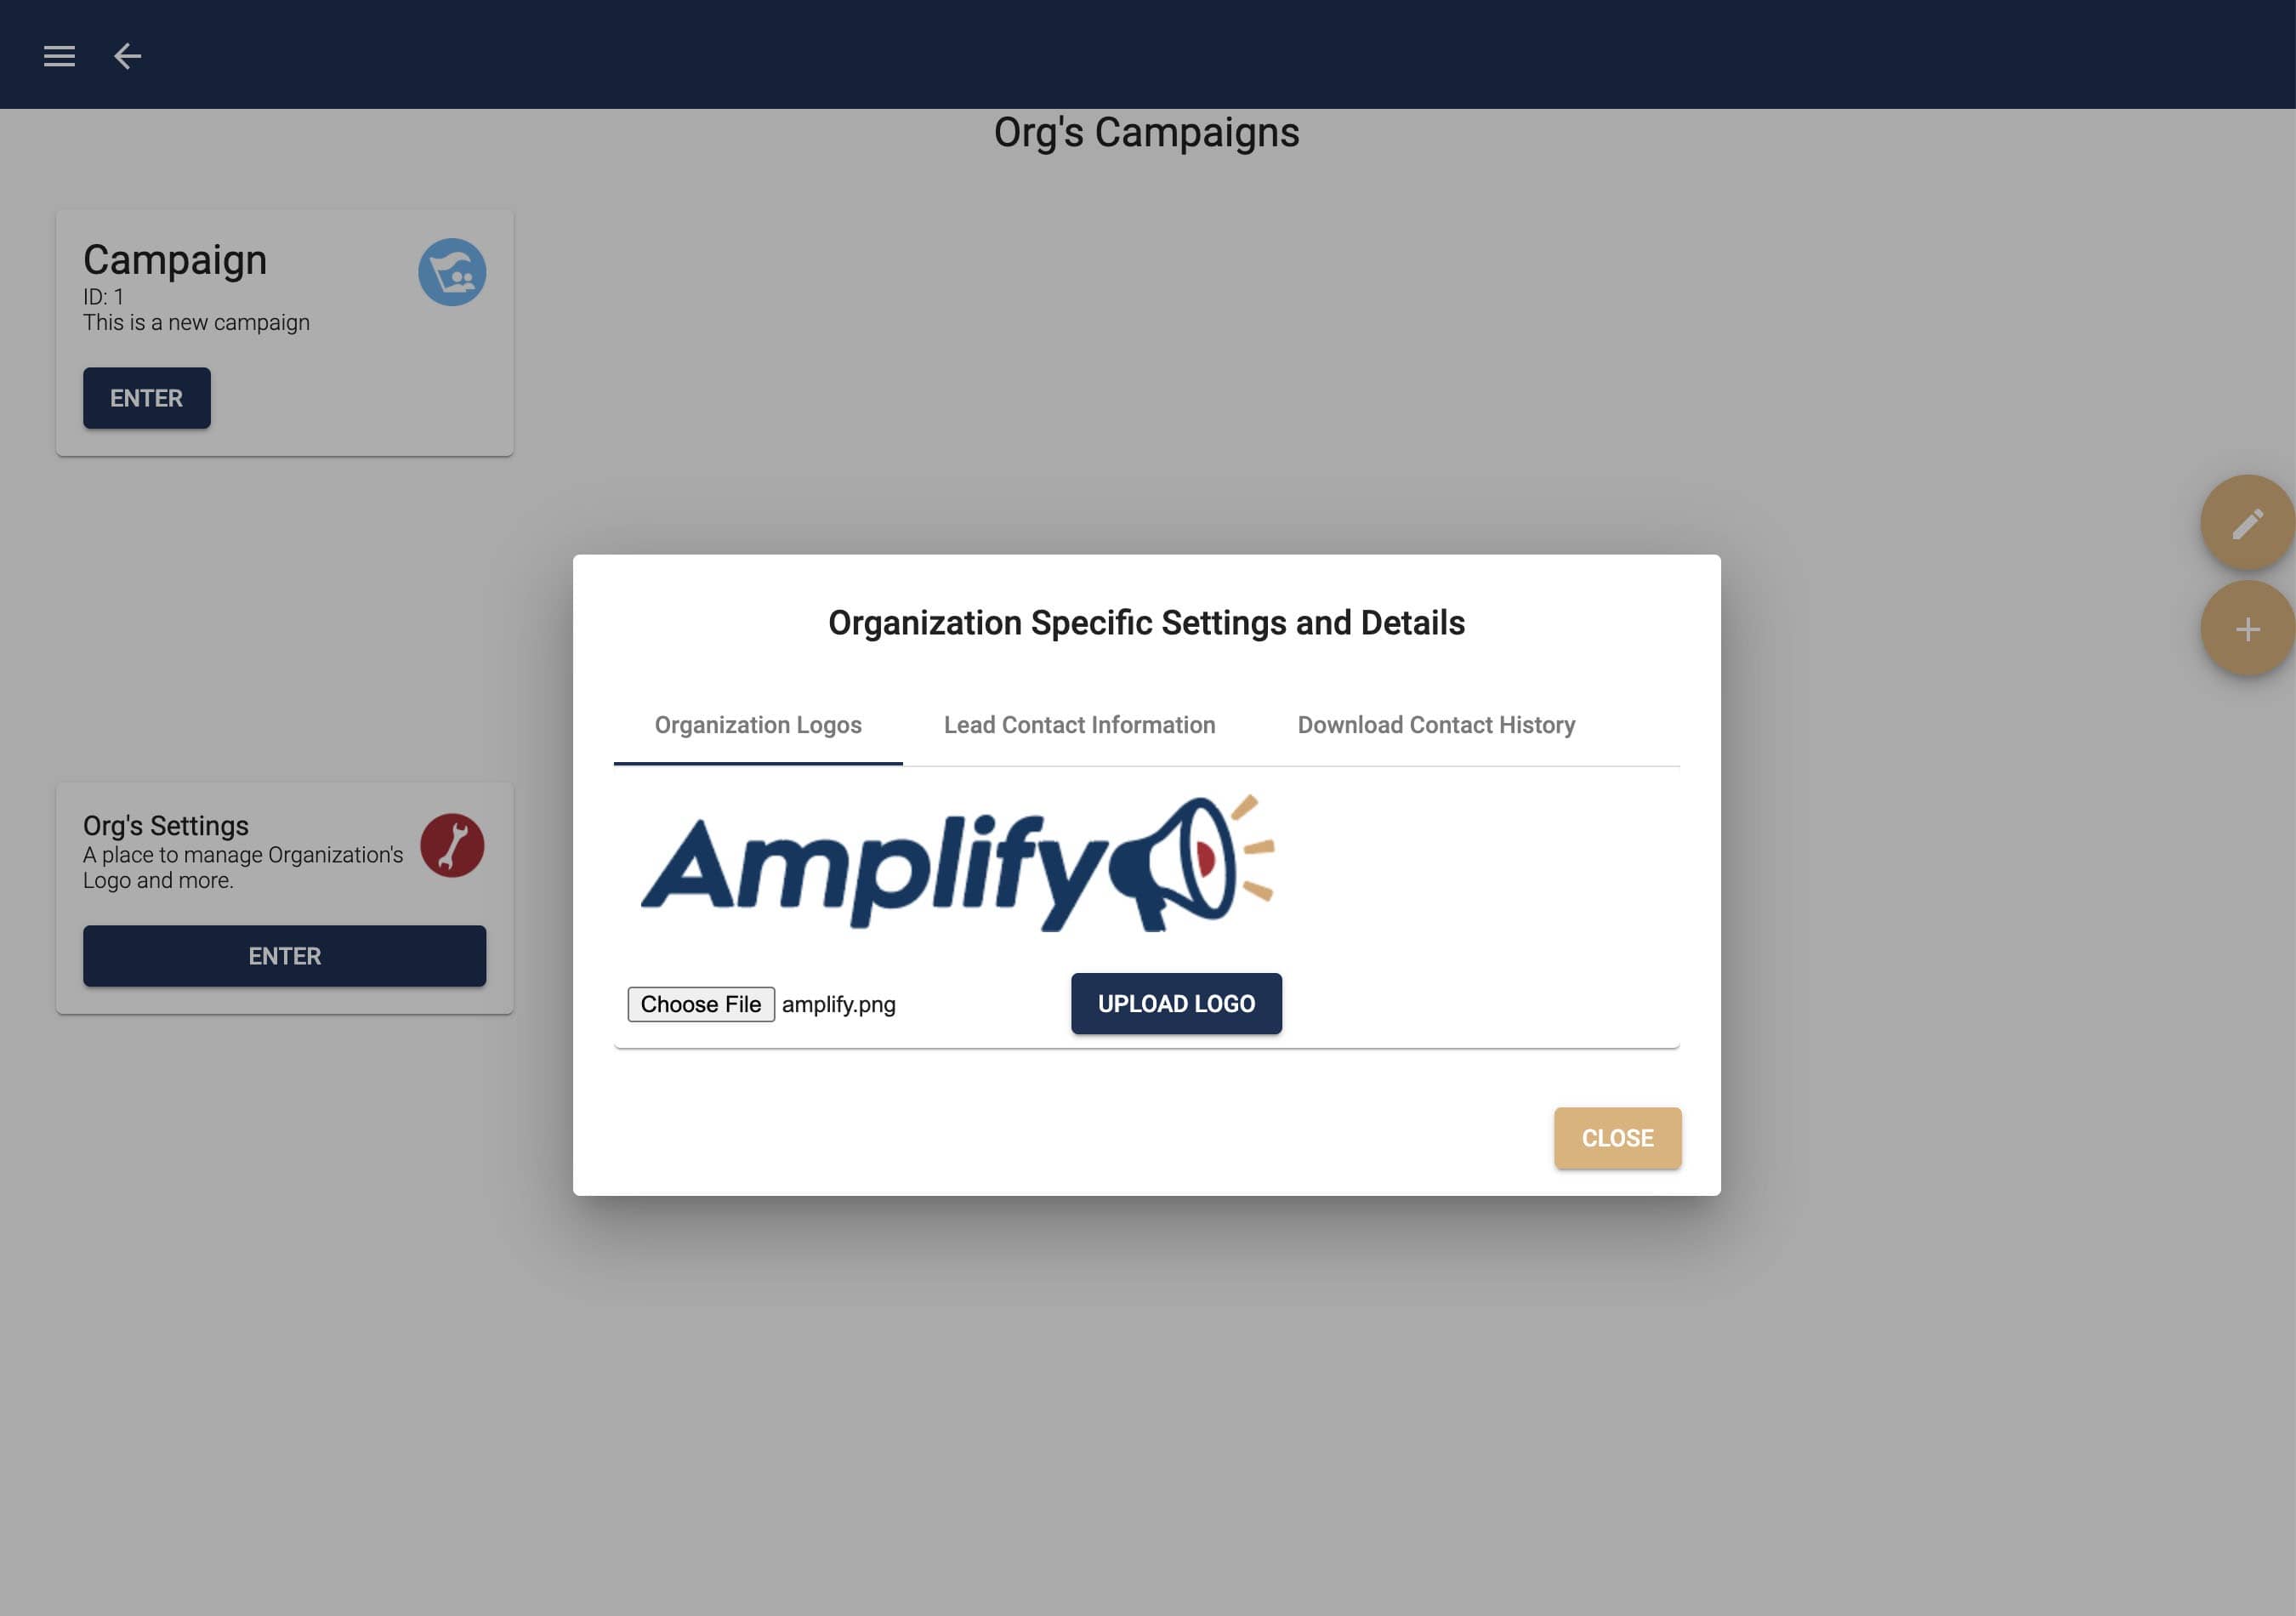 Org's Campaigns
Campaign
ID: 1
This is a new campaign
ENTER
Organization Specific Settings and Details
Organization Logos
Lead Contact Information
Download Contact History
Amplify
Choose File amplify.png
UPLOAD LOGO
CLOSE
Org's Settings
A place to manage Organization's
Logo and more.
ENTER